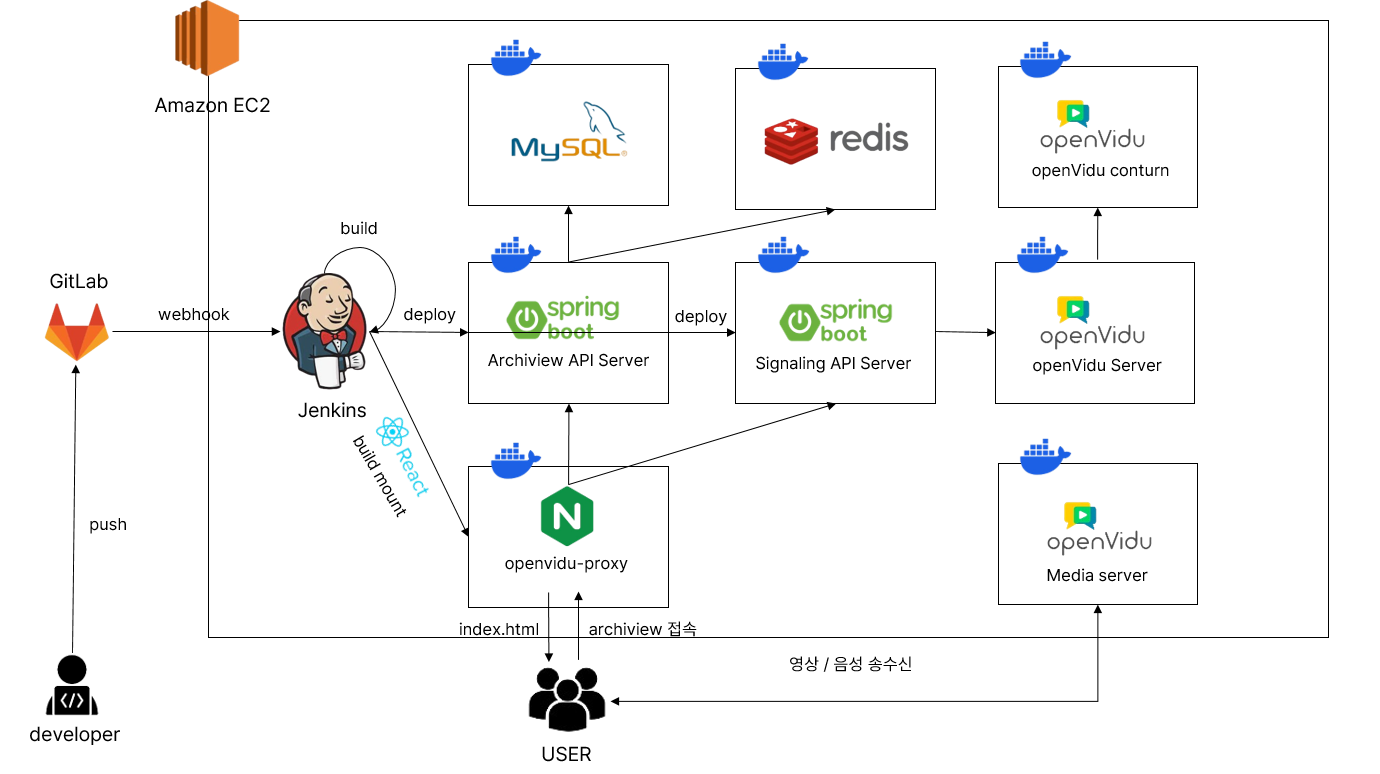 Amazon EC2
MySQL®
redis
openVidu
openVidu conturn
build
GitLab
webhook
deploy
spring
boot
Archiview API Server
deploy
spring
boot
Signaling API Server
openVidu
openVidu Server
Jenkins
React
build mount
push
N
openvidu-proxy
openVidu
Media server
index.html
archiview 접속
영상 / 음성 송수신
</>
developer
USER